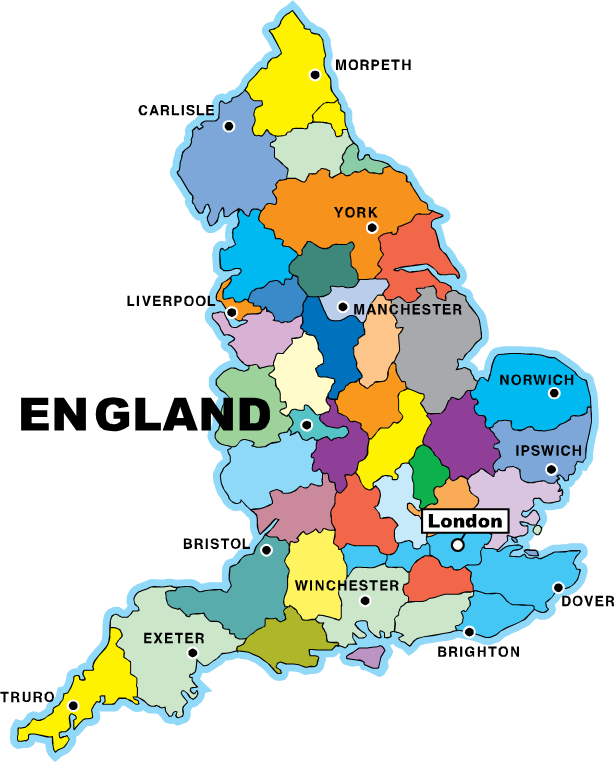 MORPETH
CARLISLE
YORK
LIVERPOOL
MANCHESTER
NORWICH
ENGLAND
IPSWICH
London
BRISTOL
WINCHESTER
DOVER
EXETER
BRIGHTON
TRURO